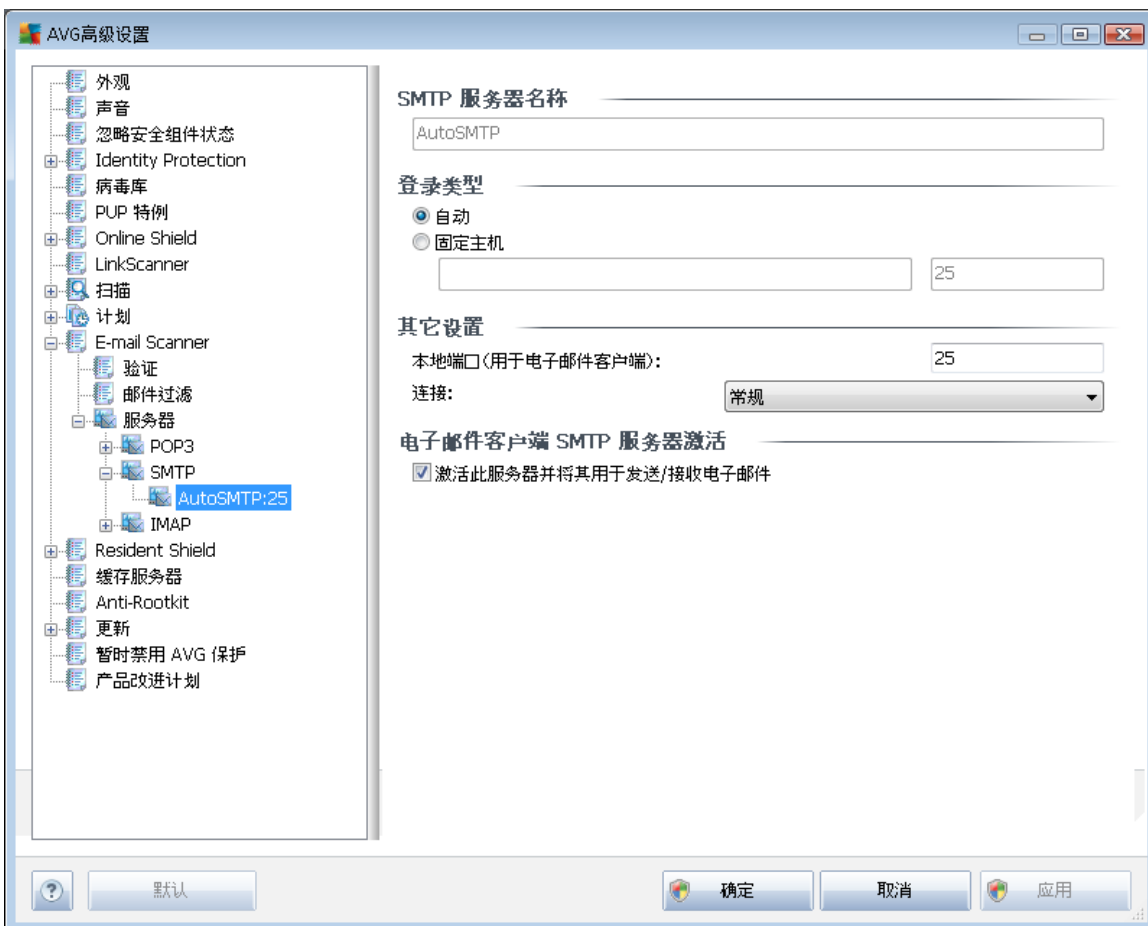 AVG高级设置
外观
声音
忽略安全组件状态
Identity Protection
病毒库
PUP 特例
Online Shield
LinkScanner
扫描
计划
E-mail Scanner
验证
邮件过滤
服务器
POP3
SMTP
AutoSMTP:25
IMAP
Resident Shield
缓存服务器
Anti-Rootkit
更新
暂时禁用 AVG 保护
产品改进计划
SMTP 服务器名称
AutoSMTP
登录类型
自动
固定主机
25
其它设置
本地端口(用于电子邮件客户端): 25
连接: 常规
电子邮件客户端 SMTP 服务器激活
激活此服务器并将其用于发送/接收电子邮件
? 默认 确定 取消 应用